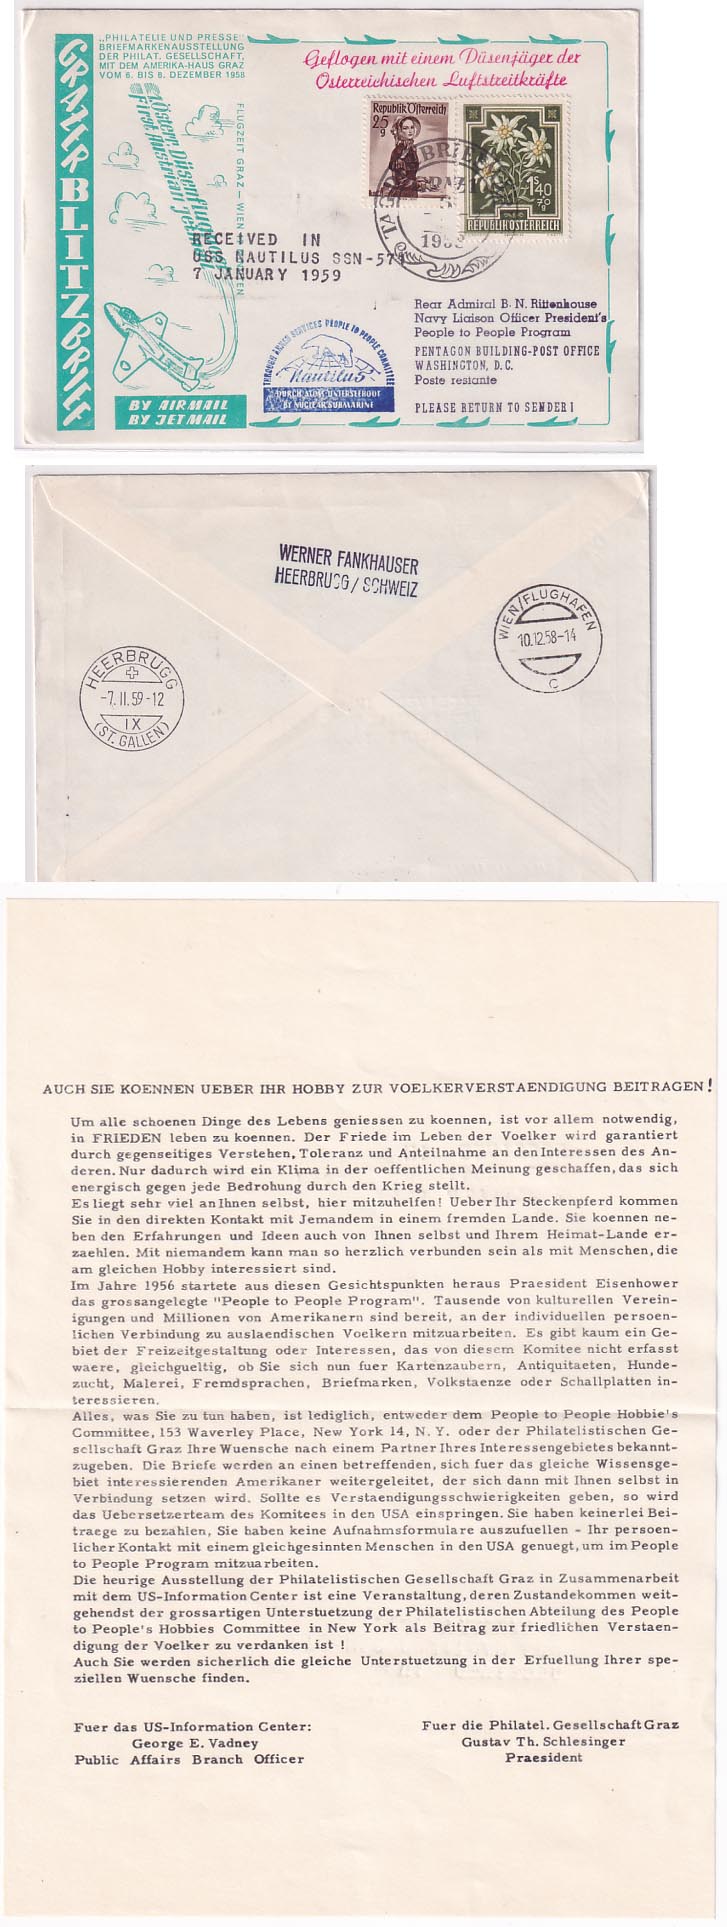 „PHILATELIE UND PRESSE"
BRIEFMARKENAUSSTELLUNG
DER PHILAT. GESELLSCHAFT,
MIT DEM AMERIKA-HAUS GRAZ
VOM 6. BIS 8. DEZEMBER 1958
GRAZER BLITZBRIEF
Geflogen mit einem Düsenjäger der
Österreichischen Luftstreitkräfte
FLUGZEIT GRAZ — WIEN
Republik Österreich
25
g
1S40
70
g
REPUBLIK ÖSTERREICH
RECEIVED IN
USS NAUTILUS SSN-571
7 JANUARY 1959
THROUGH ARMED SERVICES PEOPLE TO PEOPLE COMMITTEE
Nautilus
DURCH ATOM-UNTERSEEBOOT
BY NUCLEAR SUBMARINE
BY AIRMAIL
BY JETMAIL
Rear Admiral B. N. Rittenhouse
Navy Liaison Officer President's
People to People Program
PENTAGON BUILDING-POST OFFICE
WASHINGTON, D.C.
Poste restante
PLEASE RETURN TO SENDER!
WERNER FANKHAUSER
HEERBRUGG / SCHWEIZ
WIEN/FLUGHAFEN
10.12.58-14
C
HEERBRUGG
-7.II.59-12
IX
(ST. GALLEN)
AUCH SIE KOENNEN UEBER IHR HOBBY ZUR VOELKERVERSTAENDIGUNG BEITRAGEN!
Um alle schoenen Dinge des Lebens geniessen zu koennen, ist vor allem notwendig,
in FRIEDEN leben zu koennen. Der Friede im Leben der Voelker wird garantiert
durch gegenseitiges Verstehen, Toleranz und Anteilnahme an den Interessen des An-
deren. Nur dadurch wird ein Klima in der oeffentlichen Meinung geschaffen, das sich
energisch gegen jede Bedrohung durch den Krieg stellt.
Es liegt sehr viel an Ihnen selbst, hier mitzuhelfen! Ueber Ihr Steckenpferd kommen
Sie in den direkten Kontakt mit Jemandem in einem fremden Lande. Sie koennen ne-
ben den Erfahrungen und Ideen auch von Ihnen selbst und Ihrem Heimat-Lande er-
zaehlen. Mit niemandem kann man so herzlich verbunden sein als mit Menschen, die
am gleichen Hobby interessiert sind.
Im Jahre 1956 startete aus diesen Gesichtspunkten heraus Praesident Eisenhower
das grossangelegte "People to People Program". Tausende von kulturellen Verein-
igungen und Millionen von Amerikanern sind bereit, an der individuellen persoen-
lichen Verbindung zu auslaendischen Voelkern mitzuarbeiten. Es gibt kaum ein Ge-
biet der Freizeitgestaltung oder Interessen, das von diesem Komitee nicht erfasst
waere, gleichgueltig, ob Sie sich nun fuer Kartenzaubern, Antiquitaeten, Hunde-
zucht, Malerei, Fremdsprachen, Briefmarken, Volkstaenze oder Schallplatten in-
teressieren.
Alles, was Sie zu tun haben, ist lediglich, entweder dem People to People Hobbie's
Committee, 153 Waverley Place, New York 14, N. Y. oder der Philatelistischen Ge-
sellschaft Graz Ihre Wuensche nach einem Partner Ihres Interessengebietes bekannt-
zugeben. Die Briefe werden an einen betreffenden, sich fuer das gleiche Wissensge-
biet interessierenden Amerikaner weitergeleitet, der sich dann mit Ihnen selbst in
Verbindung setzen wird. Sollte es Verstaendigungsschwierigkeiten geben, so wird
das Uebersetzerteam des Komitees in den USA einspringen. Sie haben keinerlei Bei-
traege zu bezahlen, Sie haben keine Aufnahmsformulare auszufuellen - Ihr persoen-
licher Kontakt mit einem gleichgesinnten Menschen in den USA genuegt, um im People
to People Program mitzuarbeiten.
Die heurige Ausstellung der Philatelistischen Gesellschaft Graz in Zusammenarbeit
mit dem US-Information Center ist eine Veranstaltung, deren Zustandekommen weit-
gehendst der grossartigen Unterstuetzung der Philatelistischen Abteilung des People
to People's Hobbies Committee in New York als Beitrag zur friedlichen Verstaen-
digung der Voelker zu verdanken ist !
Auch Sie werden sicherlich die gleiche Unterstuetzung in der Erfuellung Ihrer spe-
ziellen Wuensche finden.
Fuer das US-Information Center:
George E. Vadney
Public Affairs Branch Officer
Fuer die Philatel. Gesellschaft Graz
Gustav Th. Schlesinger
Praesident